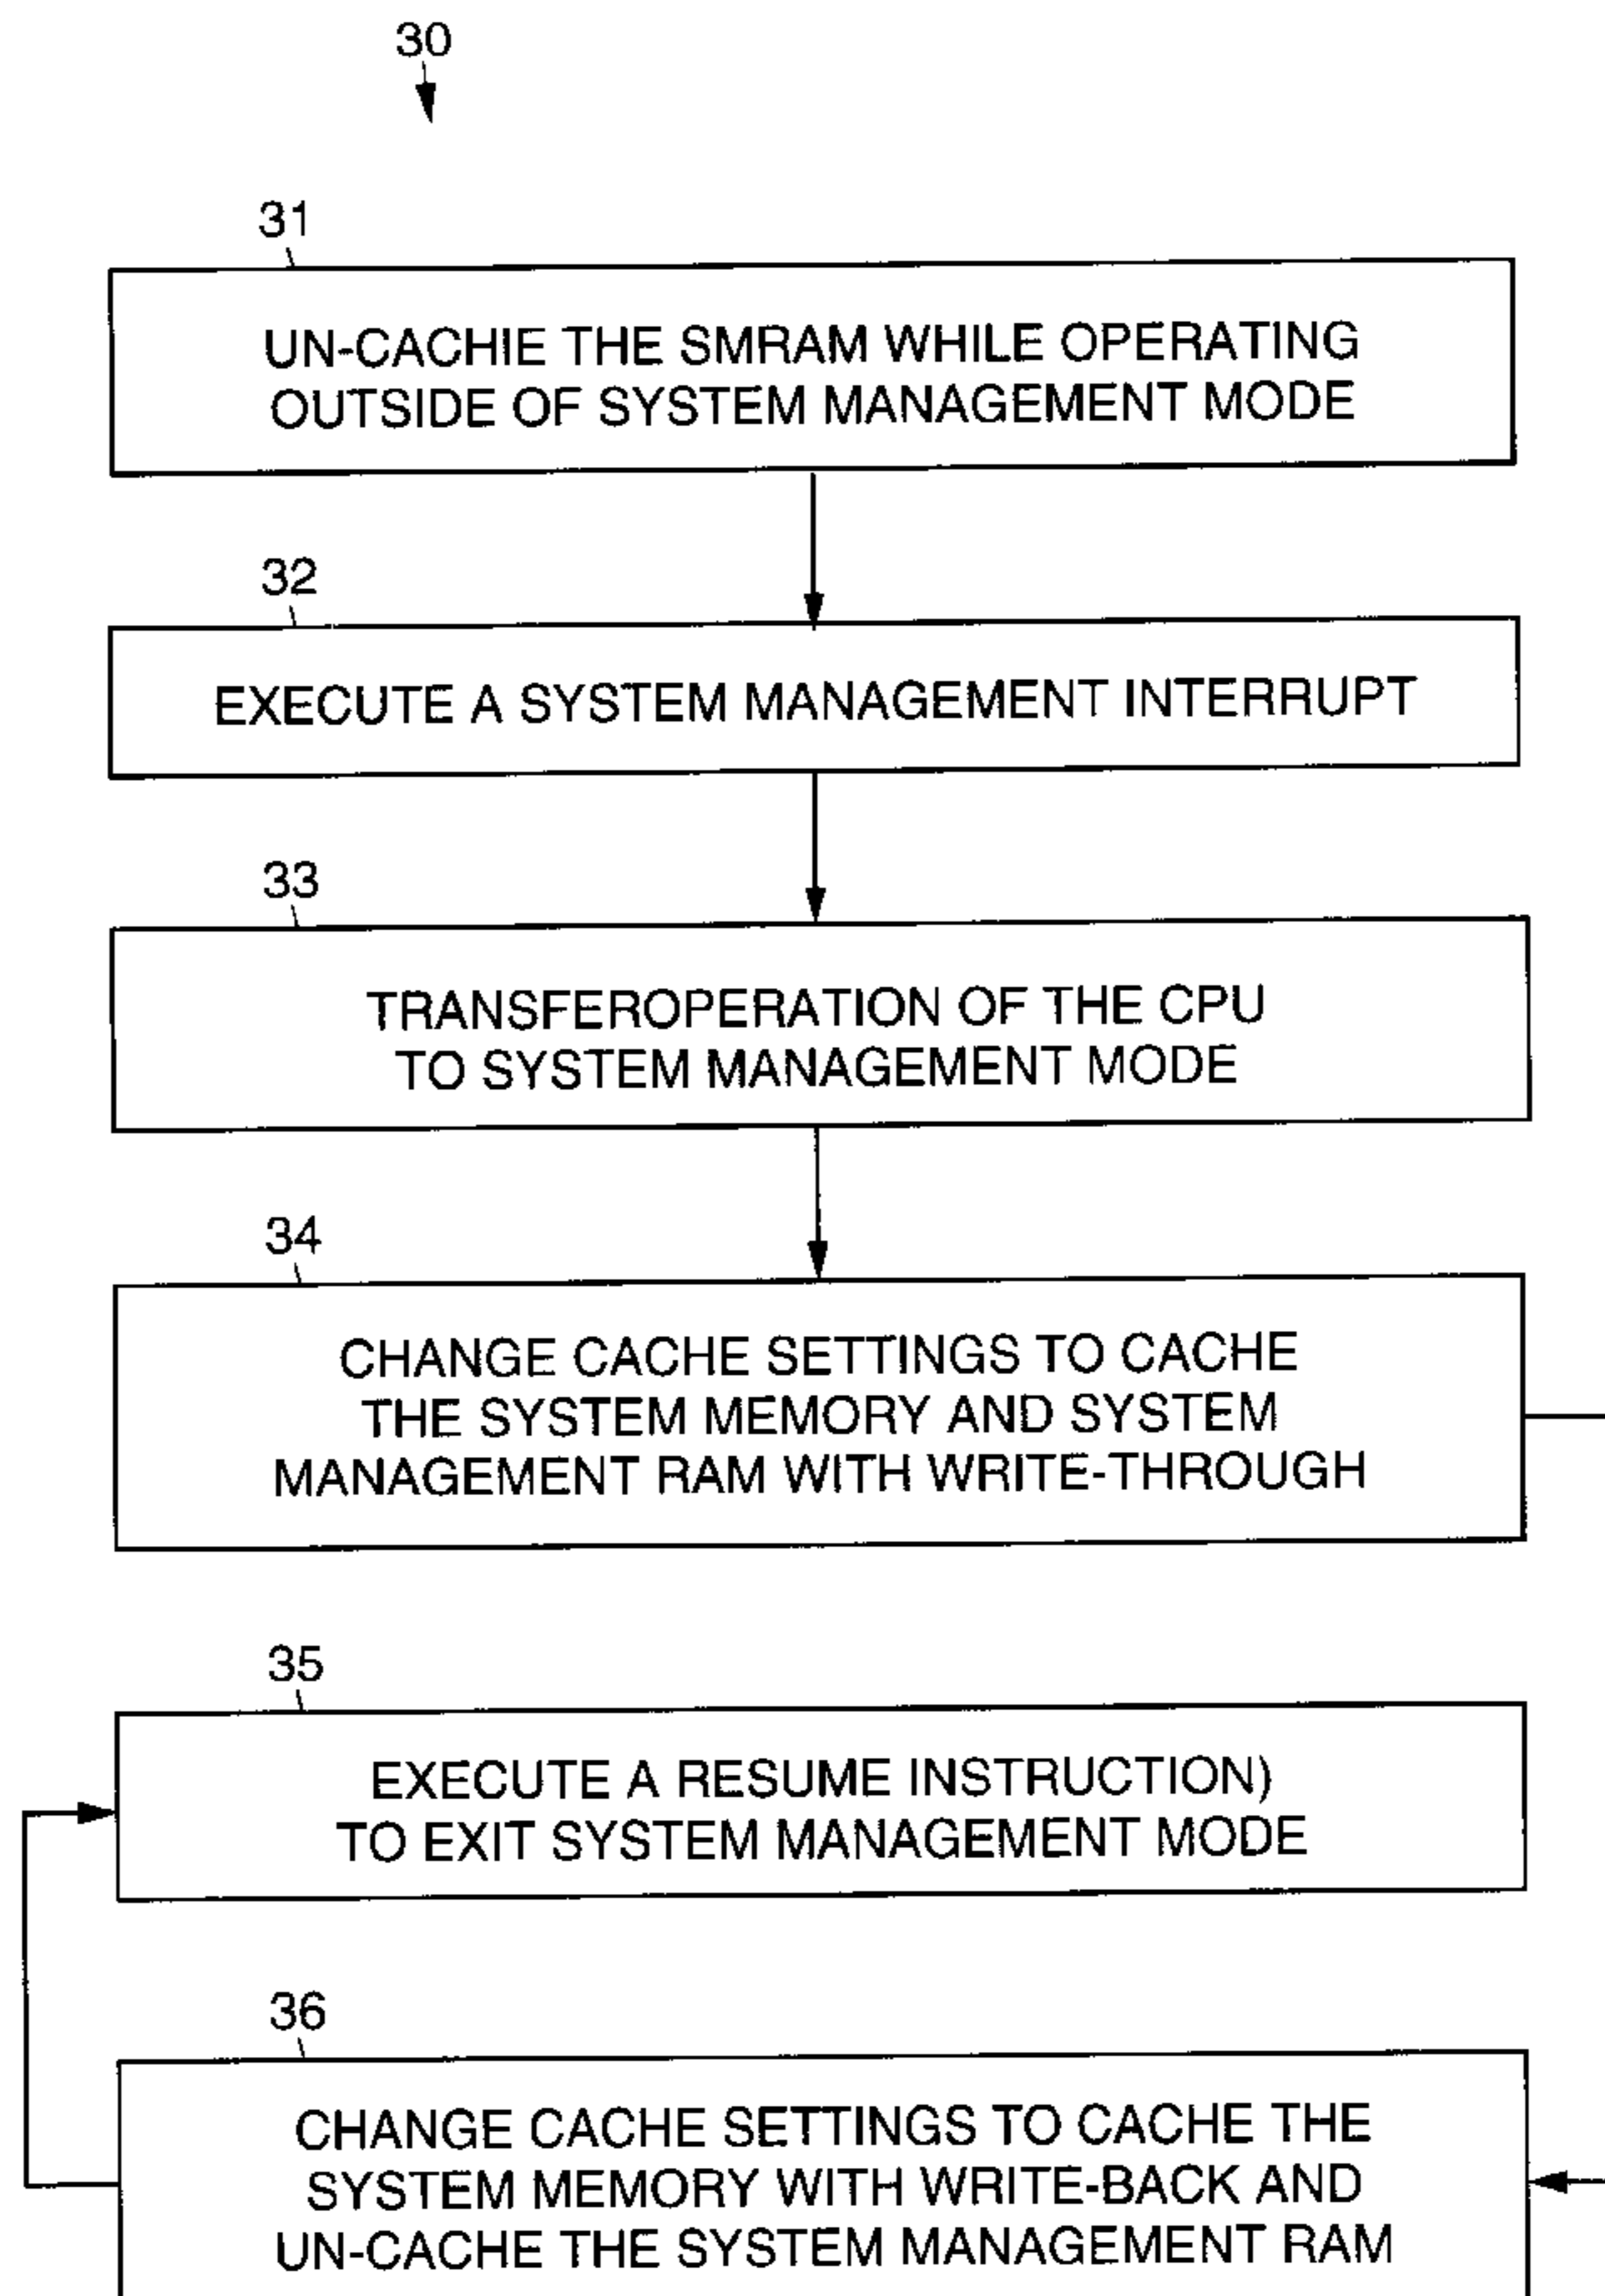 30
31
UN-CACHIE THE SMRAM WHILE OPERATING
OUTSIDE OF SYSTEM MANAGEMENT MODE
32
EXECUTE A SYSTEM MANAGEMENT INTERRUPT
33
TRANSFEROPERATION OF THE CPU
TO SYSTEM MANAGEMENT MODE
34
CHANGE CACHE SETTINGS TO CACHE
THE SYSTEM MEMORY AND SYSTEM
MANAGEMENT RAM WITH WRITE-THROUGH
35
EXECUTE A RESUME INSTRUCTION)
TO EXIT SYSTEM MANAGEMENT MODE
36
CHANGE CACHE SETTINGS TO CACHE THE
SYSTEM MEMORY WITH WRITE-BACK AND
UN-CACHE THE SYSTEM MANAGEMENT RAM